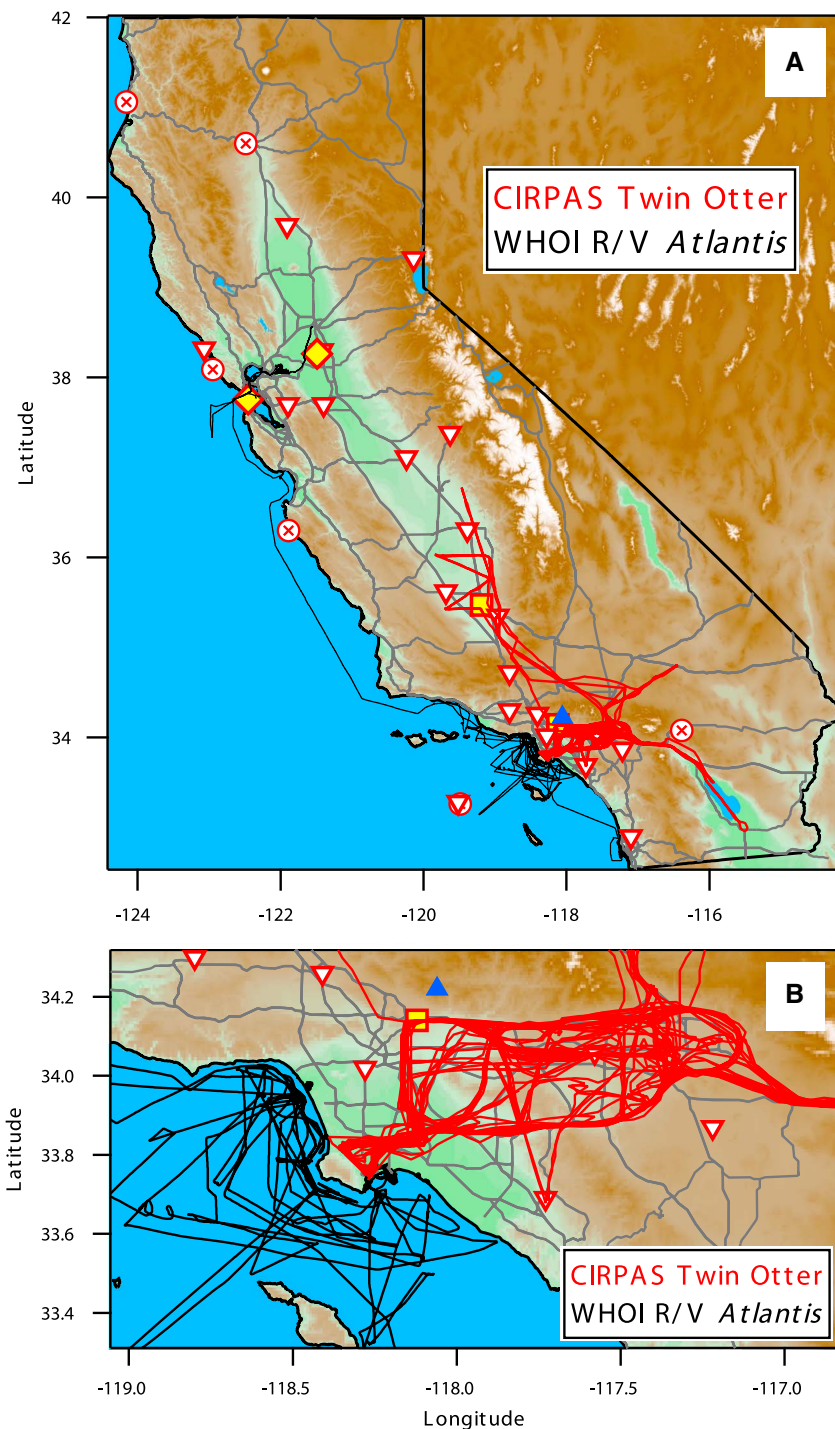 42
A
40
CIRPAS Twin Otter
WHOI R/V Atlantis
38
Latitude
36
34
-124
-122
-120
-118
-116
B
34.2
34.0
Latitude
33.8
33.6
CIRPAS Twin Otter
WHOI R/V Atlantis
33.4
-119.0
-118.5
-118.0
-117.5
-117.0
Longitude